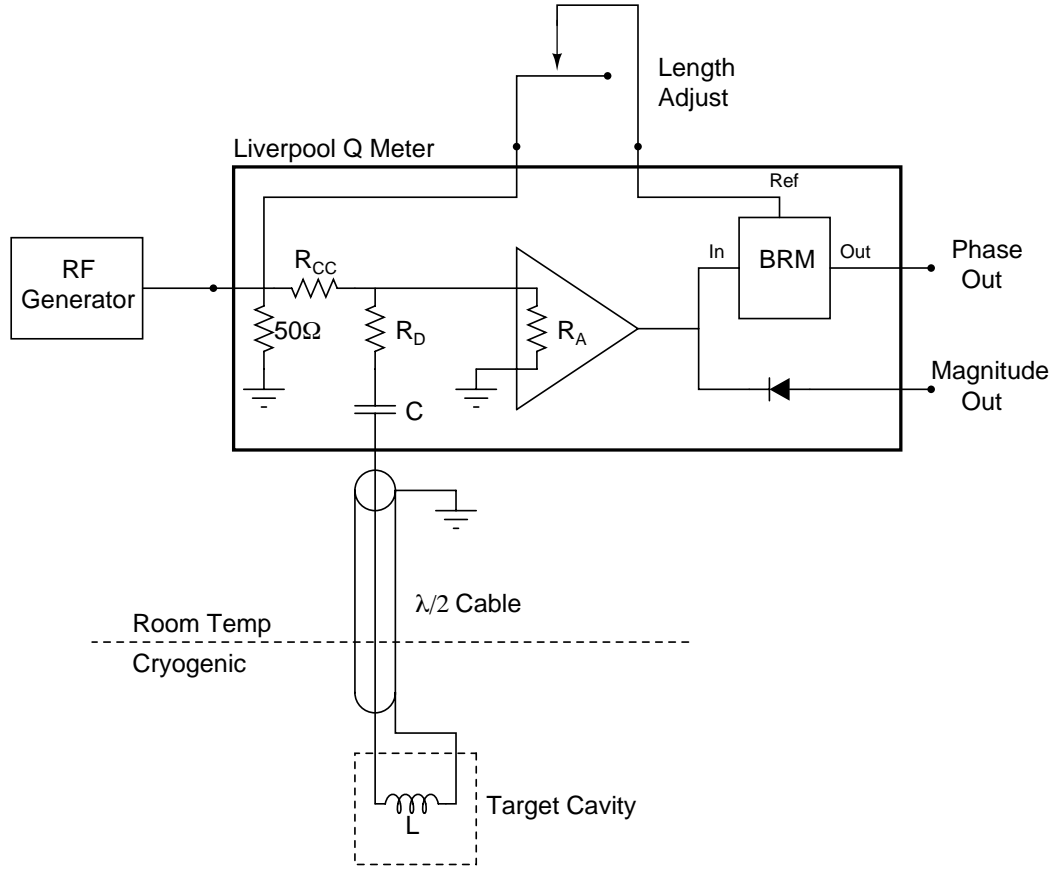 Length
Adjust
Liverpool Q Meter
Ref
RF
Generator
R_CC
In
BRM
Out
Phase
Out
50Ω
R_D
R_A
Magnitude
Out
C
λ/2 Cable
Room Temp
Cryogenic
Target Cavity
L